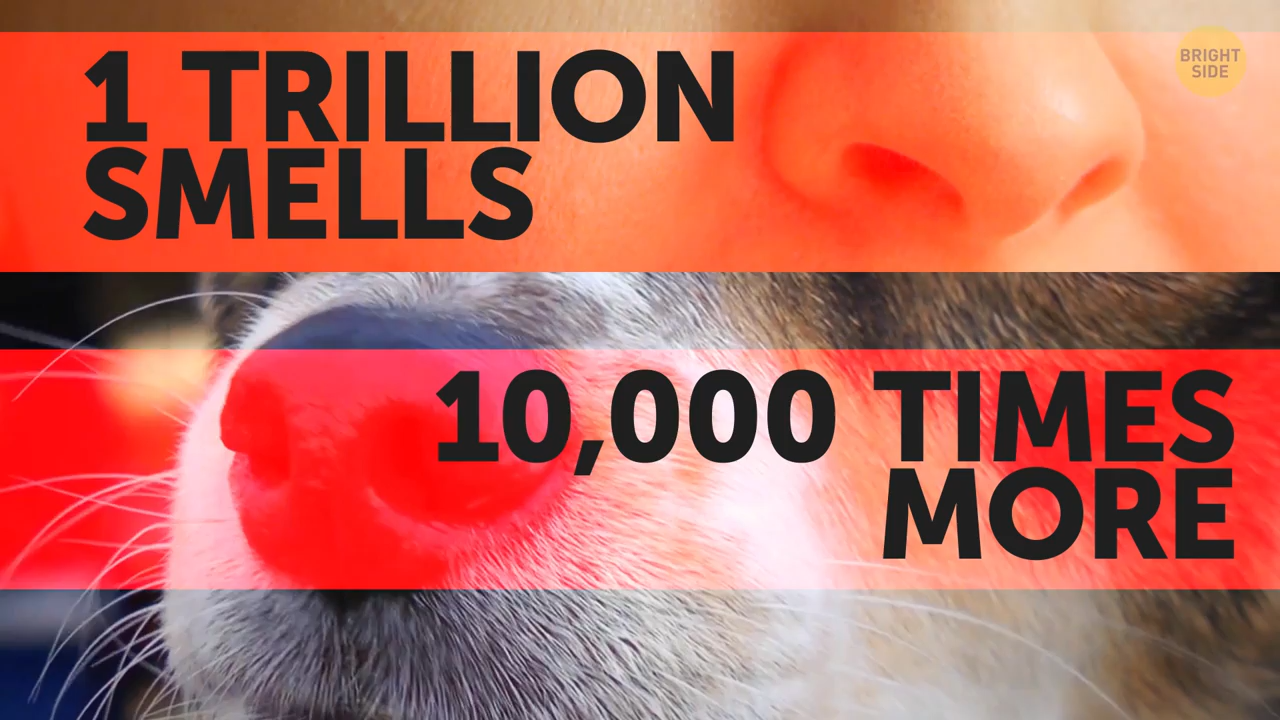 1 TRILLION
SMELLS
BRIGHT
SIDE
10,000 TIMES
MORE